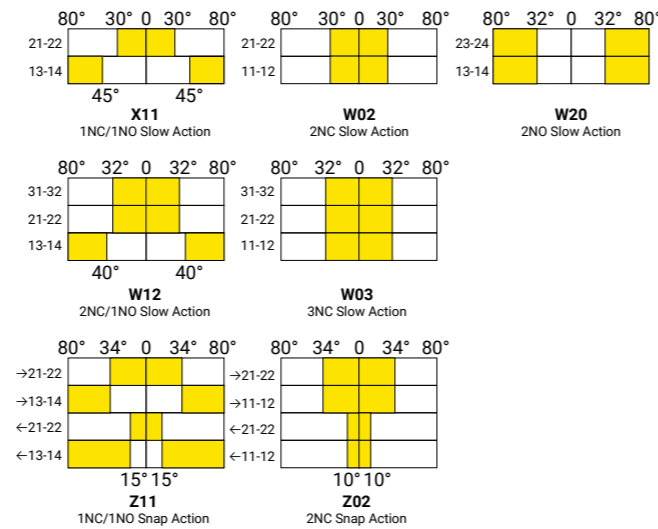 80° 30° 0 30° 80°
21-22
13-14
45° 45°
X11
1NC/1NO Slow Action
80° 30° 0 30° 80°
21-22
11-12
W02
2NC Slow Action
80° 32° 0 32° 80°
23-24
13-14
W20
2NO Slow Action
80° 32° 0 32° 80°
31-32
21-22
13-14
40° 40°
W12
2NC/1NO Slow Action
80° 32° 0 32° 80°
31-32
21-22
11-12
W03
3NC Slow Action
80° 34° 0 34° 80°
→21-22
→13-14
←21-22
←13-14
15° 15°
Z11
1NC/1NO Snap Action
80° 34° 0 34° 80°
→21-22
→11-12
←21-22
←11-12
10° 10°
Z02
2NC Snap Action